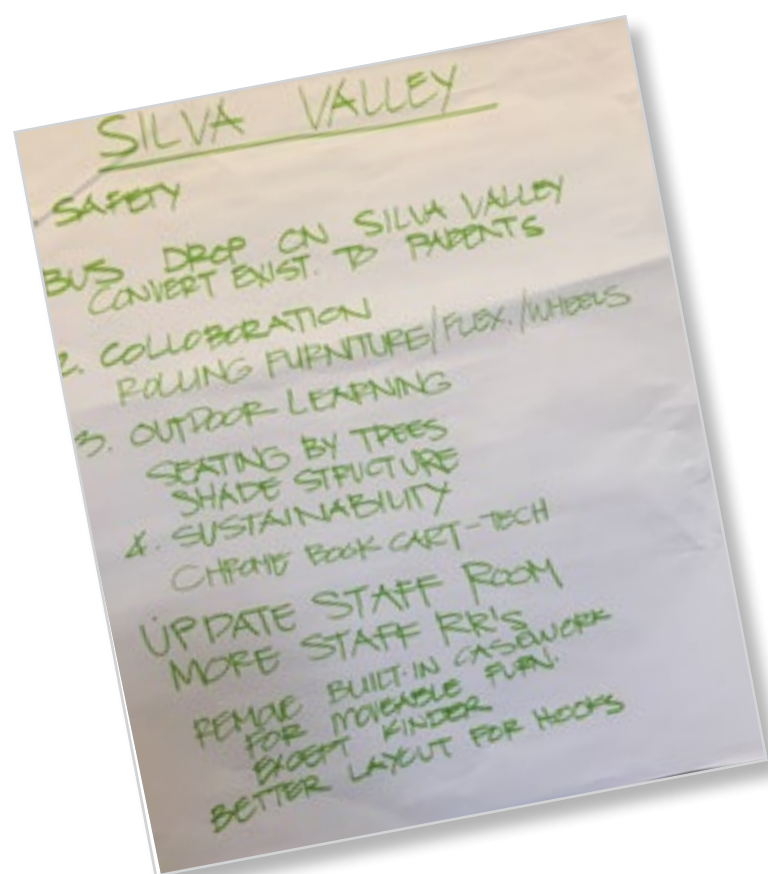 SILVA VALLEY
SAFETY
BUS DROP ON SILVA VALLEY
CONVERT EXIST. TO PARENTS
2. COLLOBORATION
ROLLING FURNITURE/FLEX./WHEELS
3. OUTDOOR LEARNING
SEATING BY TREES
SHADE STRUCTURE
4. SUSTAINABILITY
CHROME BOOK CART-TECH
UPDATE STAFF ROOM
MORE STAFF RR'S
REMOVE BUILT-IN CASEWORK
FOR MOVEABLE FURN.
EXCEPT KINDER
BETTER LAYOUT FOR HOOKS